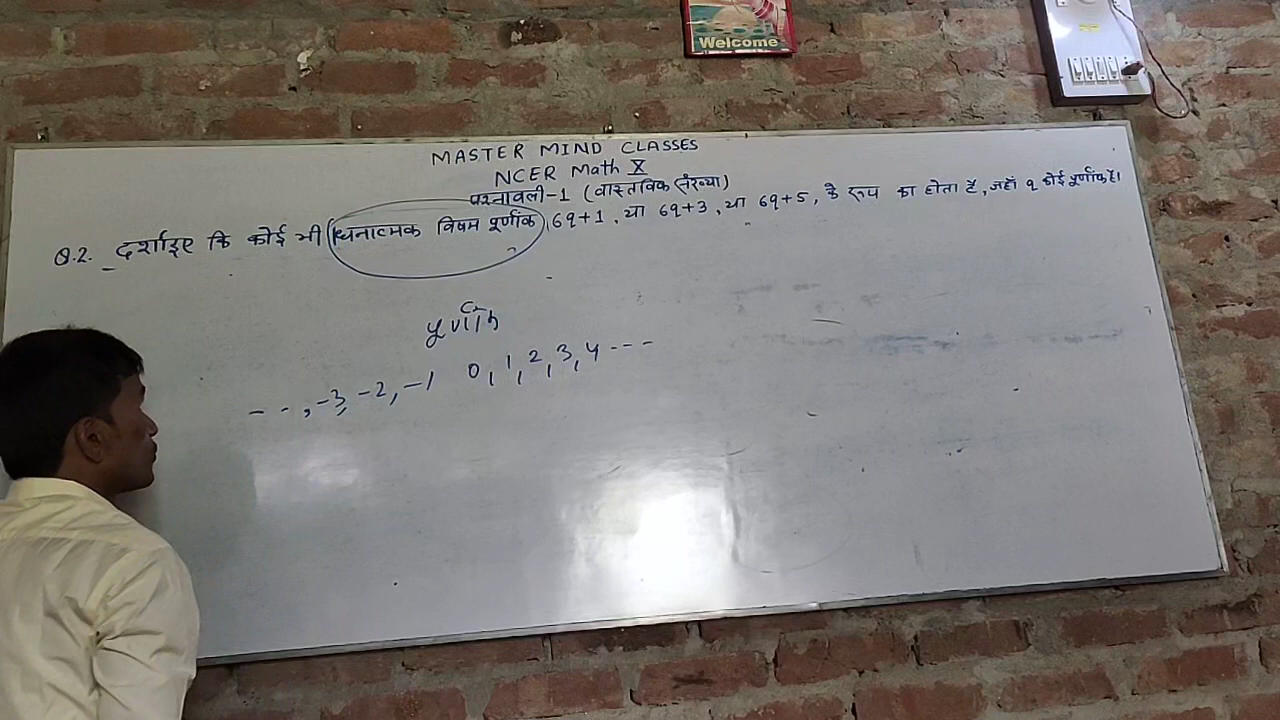 Welcome
MASTER MIND CLASSES
NCER Math X
प्रश्नावली-1 (वास्तविक संख्या)
Q.2. दर्शाइए कि कोई भी धनात्मक विषम पूर्णांक 6q+1, या 6q+3, या 6q+5, के रूप का होता है, जहाँ q कोई पूर्णांक है।
पूर्णांक
- - , -3, -2, -1 0, 1, 2, 3, 4 - - -